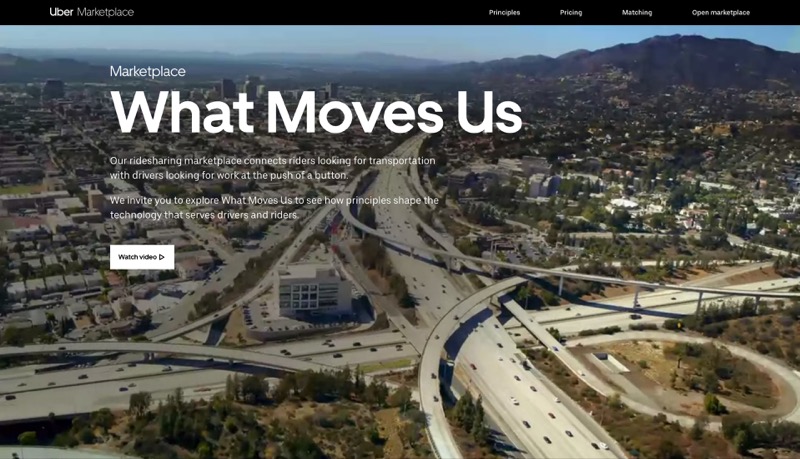 Uber Marketplace
Principles
Pricing
Matching
Open marketplace
Marketplace
What Moves Us
Our ridesharing marketplace connects riders looking for transportation
with drivers looking for work at the push of a button.
We invite you to explore What Moves Us to see how principles shape the
technology that serves drivers and riders.
Watch video